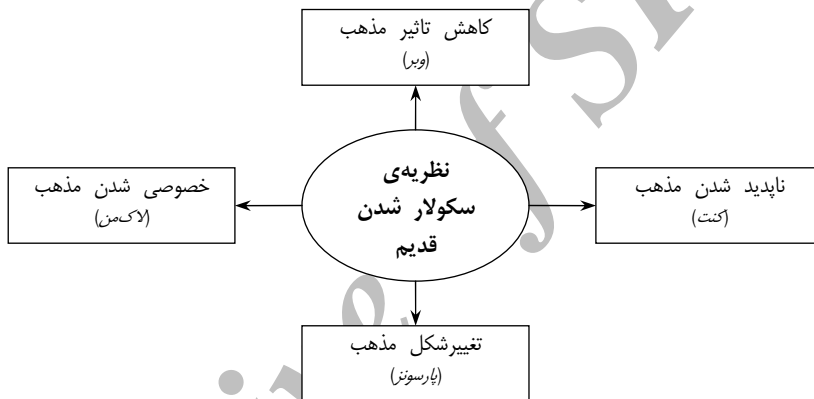 کاهش تاثیر مذهب
(وبر)
ناپدید شدن مذهب
(کنت)
نظریه‌ی
سکولار شدن
قدیم
خصوصی شدن مذهب
(لاک‌من)
تغییرشکل مذهب
(پارسونز)